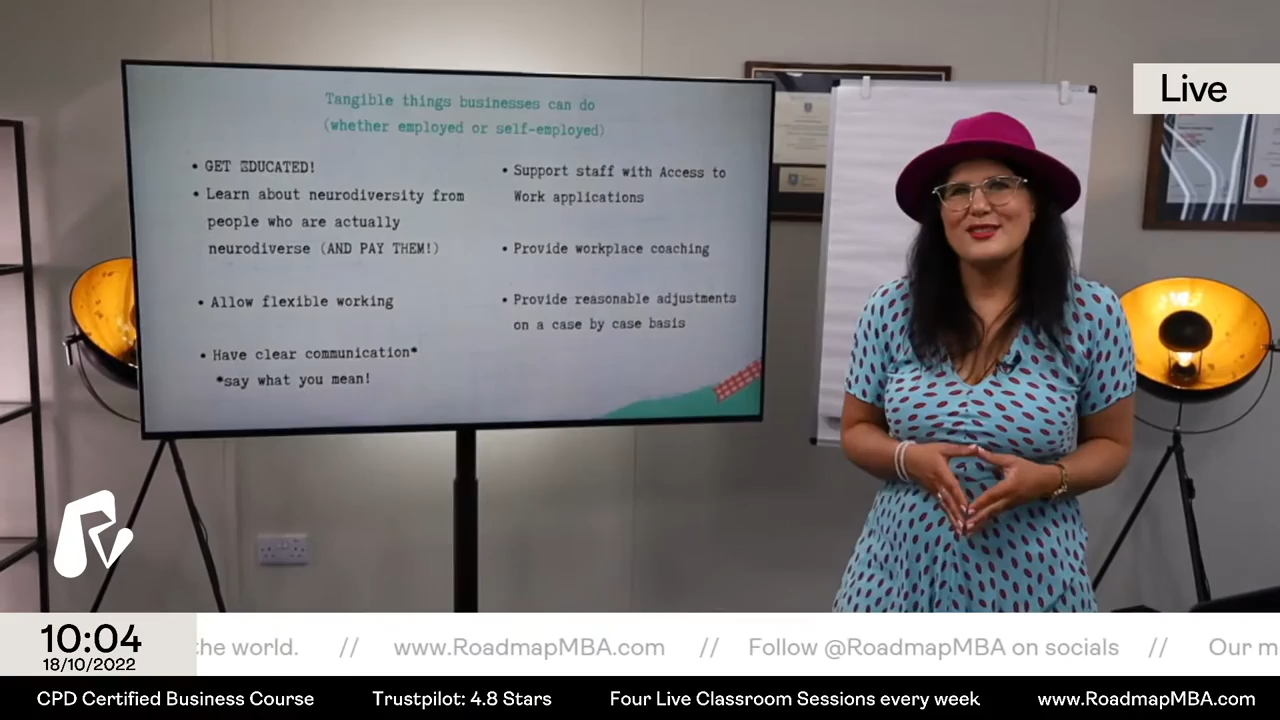 Live
Tangible things businesses can do
(whether employed or self-employed)
• GET EDUCATED!
• Learn about neurodiversity from
people who are actually
neurodiverse (AND PAY THEM!)
• Allow flexible working
• Have clear communication*
*say what you mean!
• Support staff with Access to
Work applications
• Provide workplace coaching
• Provide reasonable adjustments
on a case by case basis
10:04
18/10/2022
the world. // www.RoadmapMBA.com // Follow @RoadmapMBA on socials // Our m
CPD Certified Business Course Trustpilot: 4.8 Stars Four Live Classroom Sessions every week www.RoadmapMBA.com